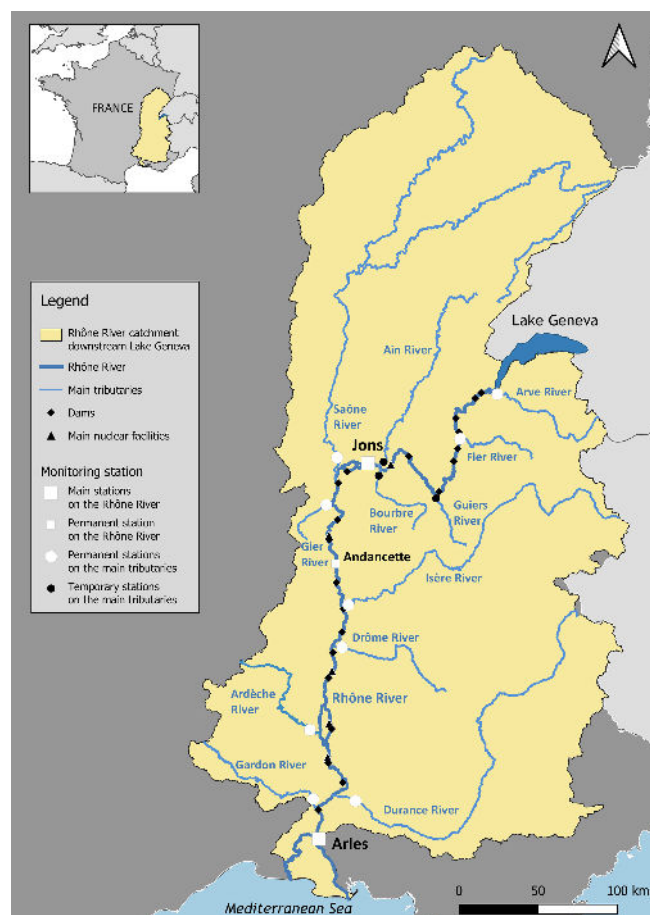 FRANCE
Legend
Rhône River catchment
downstream Lake Geneva
Rhône River
Main tributaries
Dams
Main nuclear facilities
Monitoring station
Main stations
on the Rhône River
Permanent station
on the Rhône River
Permanent stations
on the main tributaries
Temporary stations
on the main tributaries
Lake Geneva
Ain River
Arve River
Saône
River
Jons
Fier River
Bourbre
River
Guiers
River
Gier
River
Andancette
Isère River
Drôme River
Ardèche
River
Rhône River
Gardon River
Durance River
Arles
Mediterranean Sea
0 50 100 km